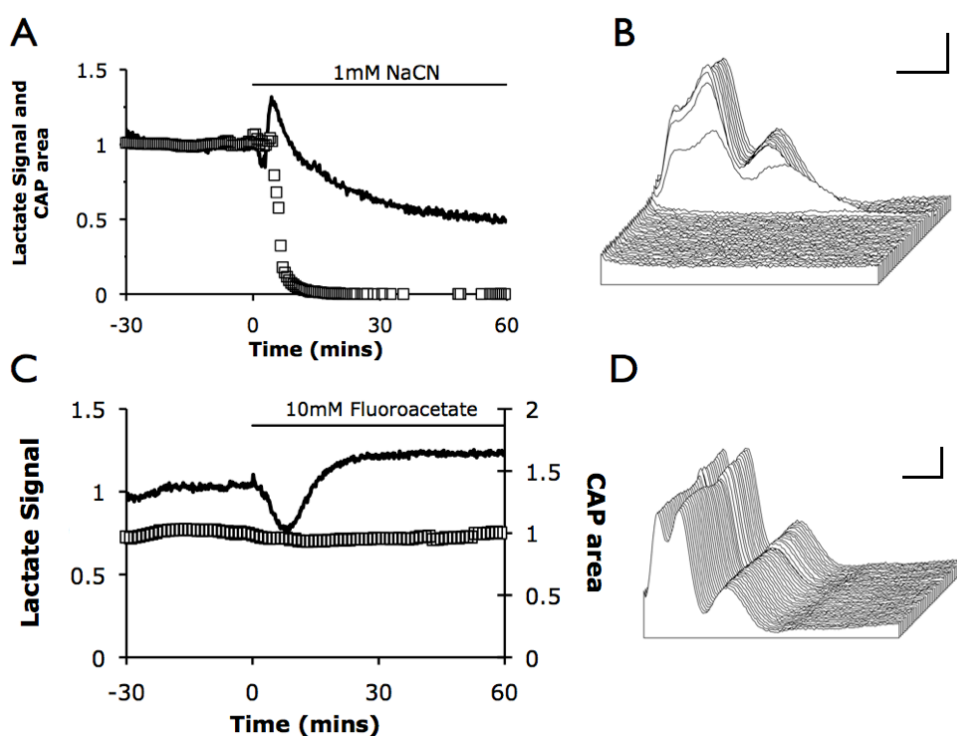 A
B
1mM NaCN
Lactate Signal and
CAP area
1.5
1
0.5
0
-30
0
30
60
Time (mins)
C
D
10mM Fluoroacetate
Lactate Signal
CAP area
1.5
1
0.5
0
2
1.5
1
0.5
0
-30
0
30
60
Time (mins)